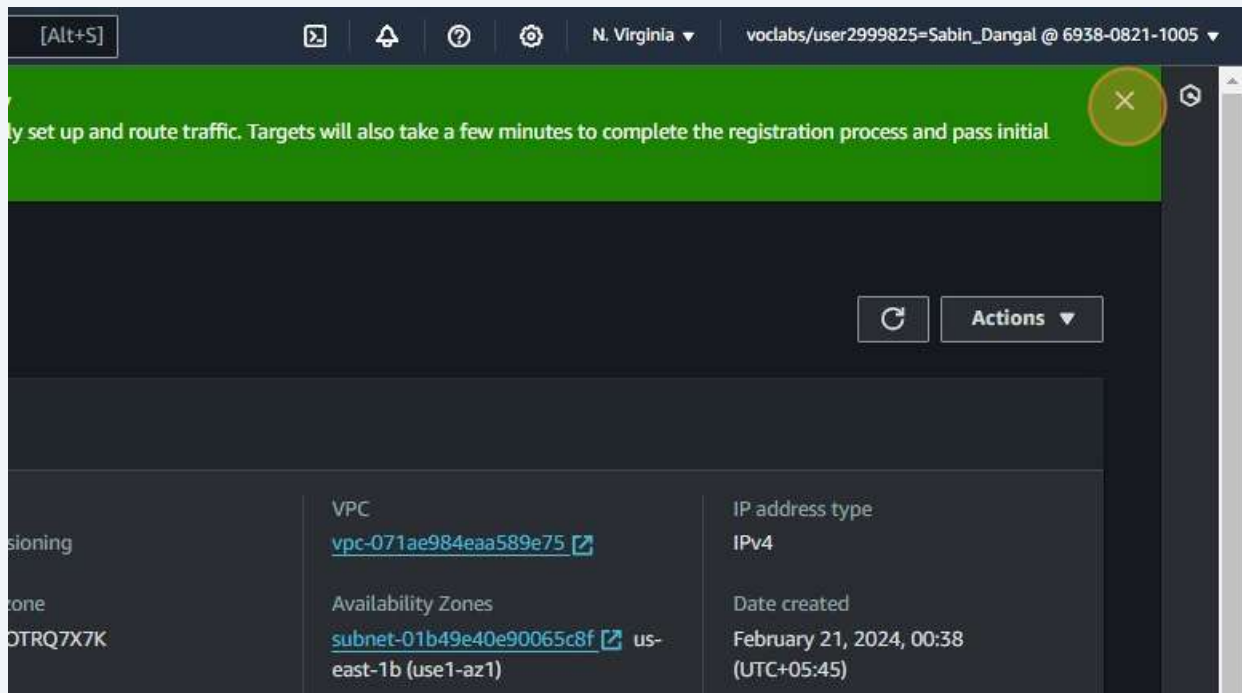 [Alt+S]
N. Virginia ▼
voclabs/user2999825=Sabin_Dangal @ 6938-0821-1005 ▼
ly set up and route traffic. Targets will also take a few minutes to complete the registration process and pass initial
Actions ▼
VPC
IP address type
sioning
vpc-071ae984eaa589e75
IPv4
zone
Availability Zones
Date created
OTRQ7X7K
subnet-01b49e40e90065c8f us-
February 21, 2024, 00:38
east-1b (use1-az1)
(UTC+05:45)